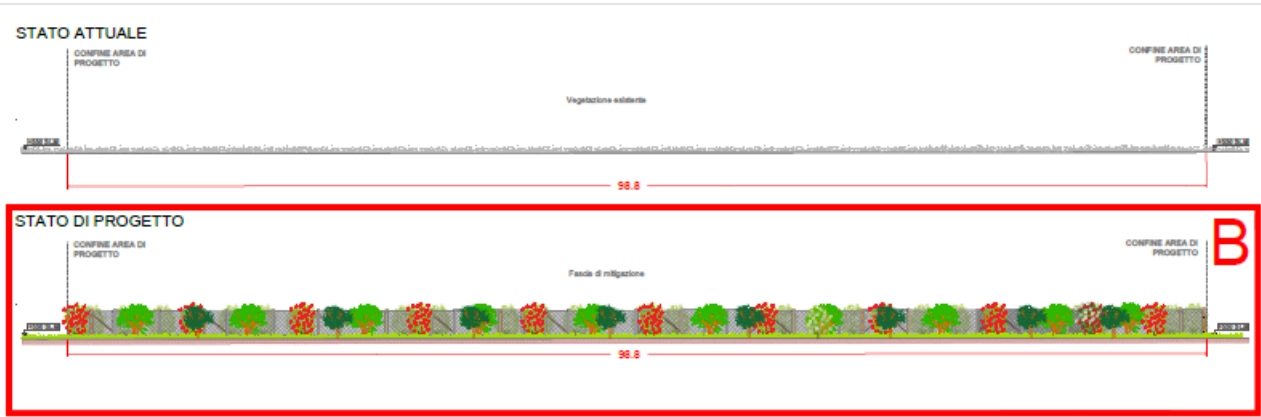 STATO ATTUALE
CONFINE AREA DI
PROGETTO
CONFINE AREA DI
PROGETTO
Vegetazione esistente
98.8
STATO DI PROGETTO
B
CONFINE AREA DI
PROGETTO
CONFINE AREA DI
PROGETTO
Fascia di mitigazione
98.8